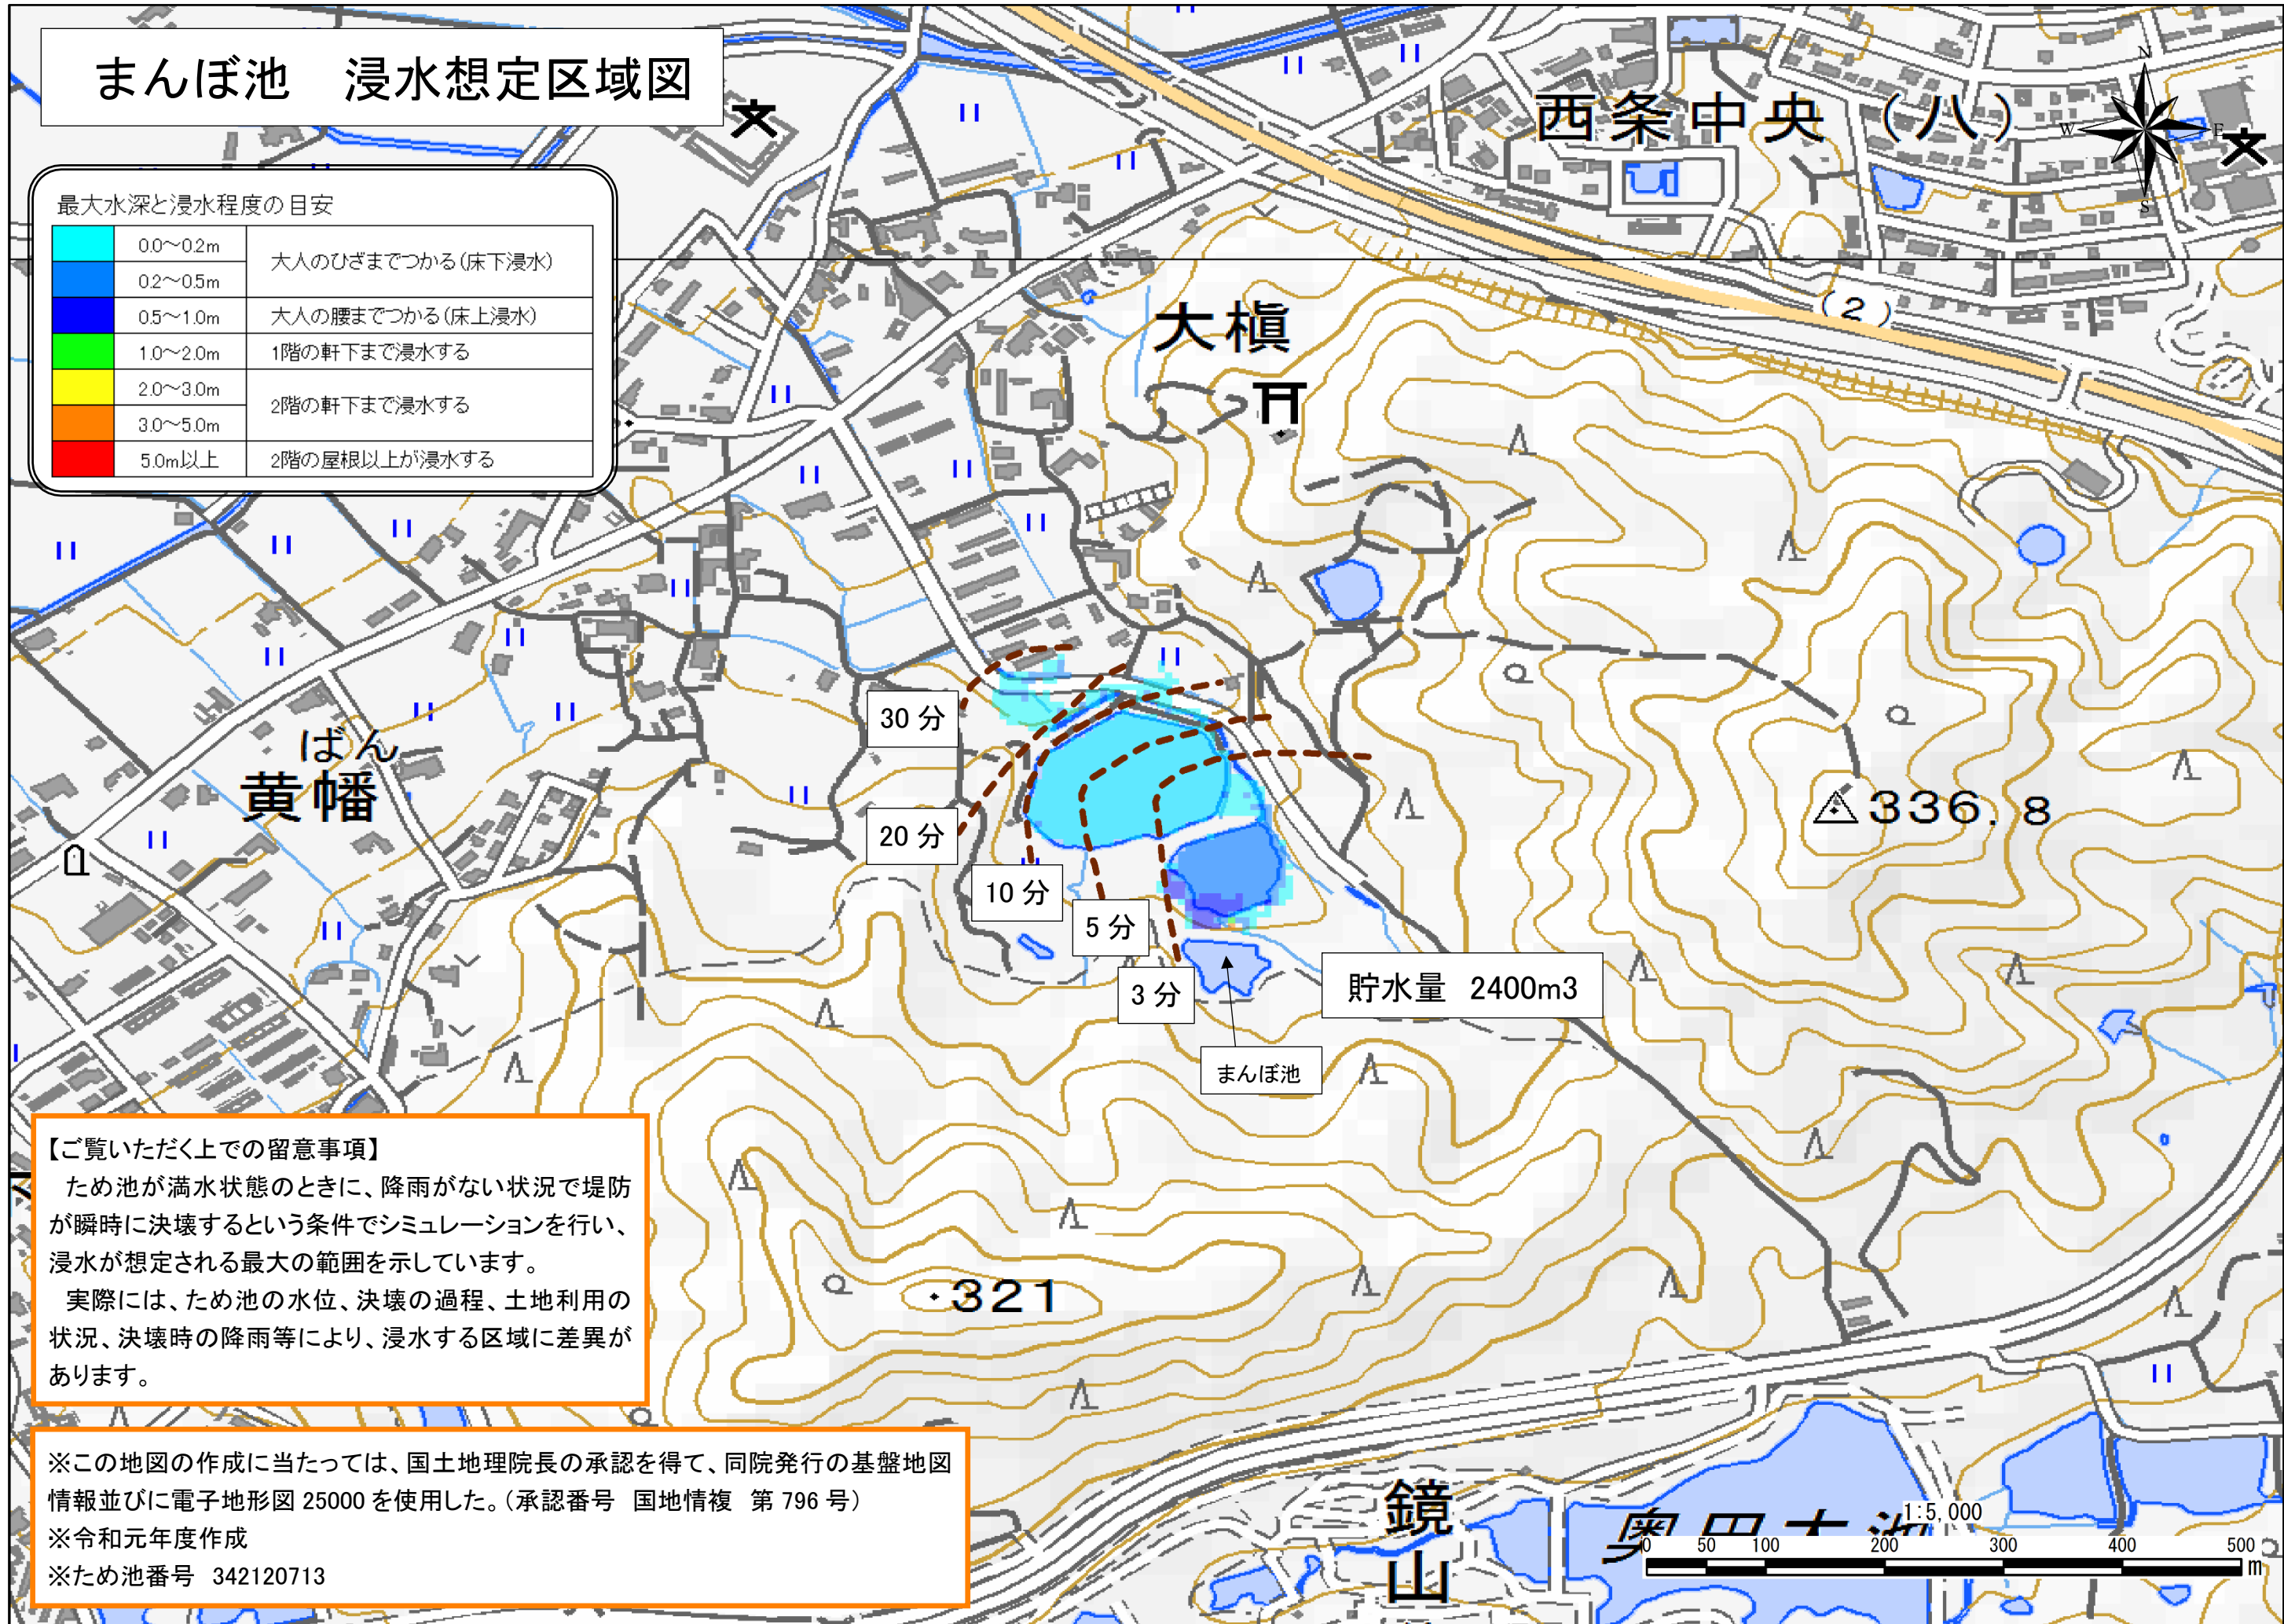 まんぼ池　浸水想定区域図
最大水深と浸水程度の目安
0.0～0.2m
大人のひざまでつかる(床下浸水)
0.2～0.5m
0.5～1.0m　大人の腰までつかる(床上浸水)
1.0～2.0m　1階の軒下まで浸水する
2.0～3.0m
2階の軒下まで浸水する
3.0～5.0m
5.0m以上　2階の屋根以上が浸水する
西条中央（八）
N
W
E
S
(2)
大槇
336.8
30 分
20 分
10 分
5 分
3 分
ばん
黄幡
貯水量　2400m3
まんぼ池
321
【ご覧いただく上での留意事項】
ため池が満水状態のときに、降雨がない状況で堤防
が瞬時に決壊するという条件でシミュレーションを行い、
浸水が想定される最大の範囲を示しています。
実際には、ため池の水位、決壊の過程、土地利用の
状況、決壊時の降雨等により、浸水する区域に差異が
あります。
※この地図の作成に当たっては、国土地理院長の承認を得て、同院発行の基盤地図
情報並びに電子地形図 25000 を使用した。（承認番号　国地情複　第 796 号）
※令和元年度作成
※ため池番号　342120713
鏡山
奥田大池
1:5,000
0 50 100 200 300 400 500
m